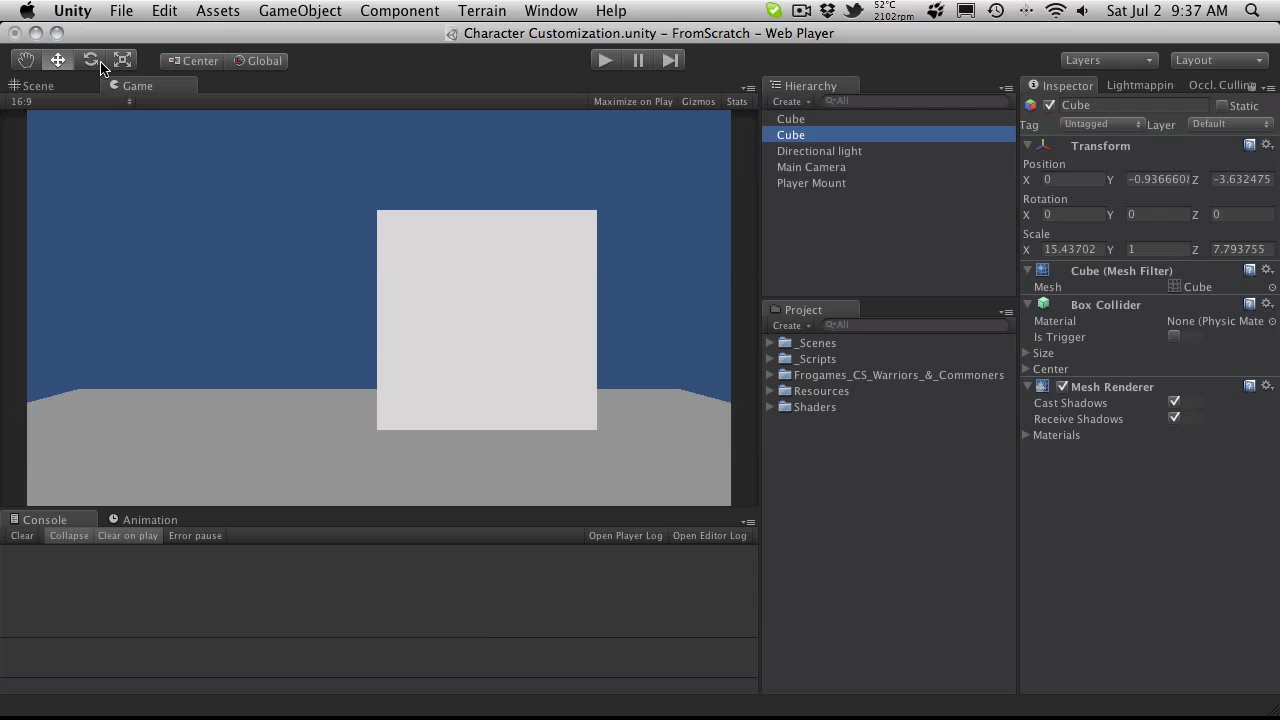 Unity File Edit Assets GameObject Component Terrain Window Help 52°C 2102rpm Sat Jul 2 9:37 AM
Character Customization.unity – FromScratch – Web Player
Center Global Layers Layout
Scene Game
16:9 Maximize on Play Gizmos Stats
Hierarchy
Create All
Cube
Cube
Directional light
Main Camera
Player Mount
Project
Create All
_Scenes
_Scripts
Frogames_CS_Warriors_&_Commoners
Resources
Shaders
Inspector Lightmappin Occl. Culling
Cube Static
Tag Untagged Layer Default
Transform
Position
X 0 Y -0.9366608 Z -3.632475
Rotation
X 0 Y 0 Z 0
Scale
X 15.43702 Y 1 Z 7.793755
Cube (Mesh Filter)
Mesh Cube
Box Collider
Material None (Physic Mate
Is Trigger
Size
Center
Mesh Renderer
Cast Shadows
Receive Shadows
Materials
Console Animation
Clear Collapse Clear on play Error pause Open Player Log Open Editor Log